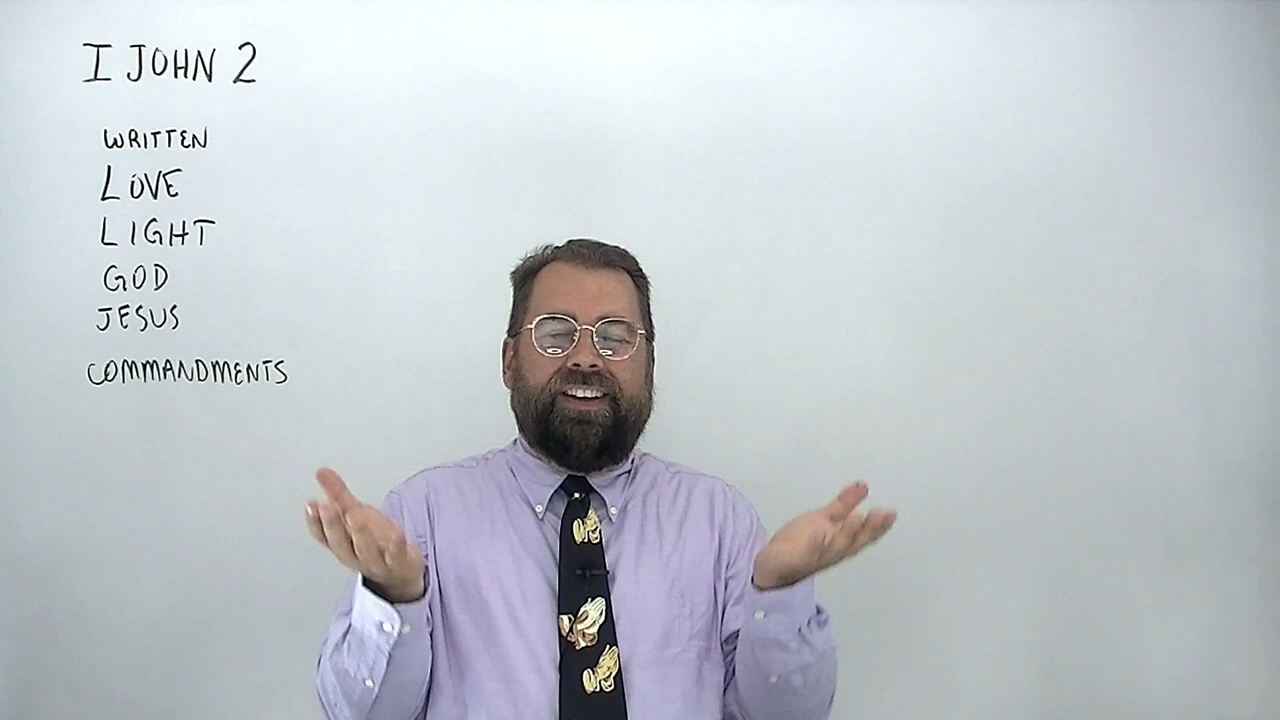 I JOHN 2
WRITTEN
LOVE
LIGHT
GOD
JESUS
COMMANDMENTS